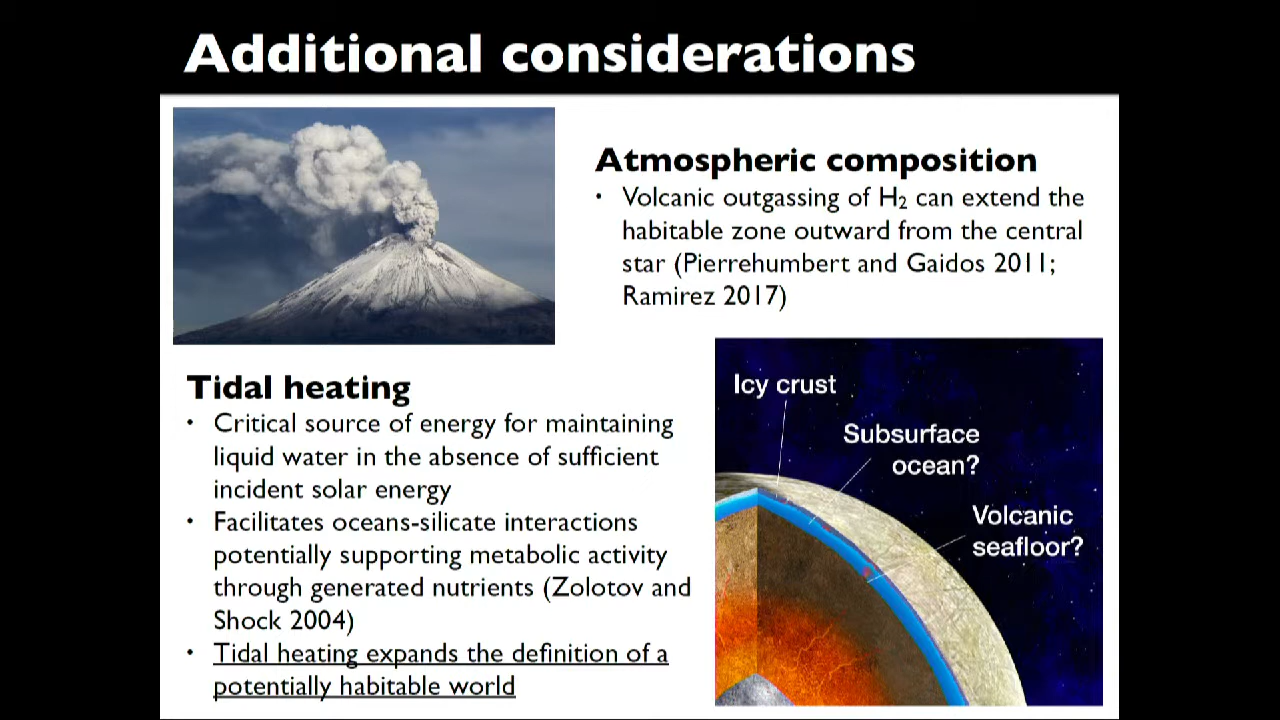 Additional considerations
Atmospheric composition
• Volcanic outgassing of H₂ can extend the
habitable zone outward from the central
star (Pierrehumbert and Gaidos 2011;
Ramirez 2017)
Tidal heating
• Critical source of energy for maintaining
liquid water in the absence of sufficient
incident solar energy
• Facilitates oceans-silicate interactions
potentially supporting metabolic activity
through generated nutrients (Zolotov and
Shock 2004)
• Tidal heating expands the definition of a
potentially habitable world
Icy crust
Subsurface
ocean?
Volcanic
seafloor?